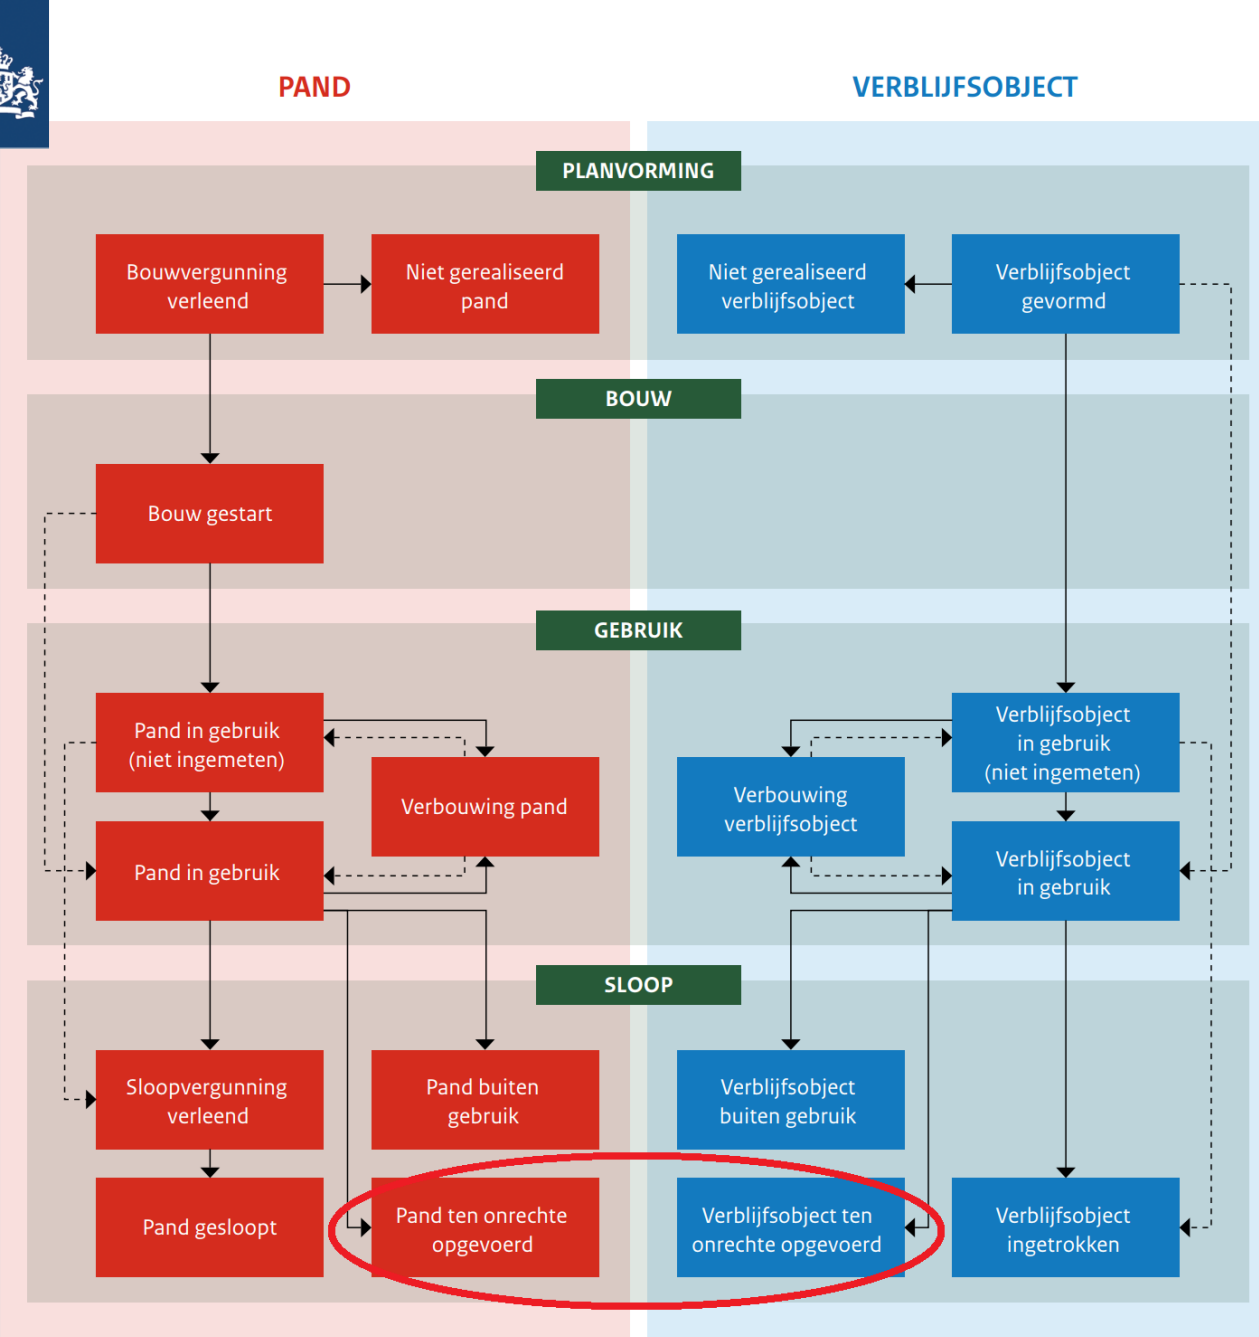 PAND
VERBLIJFSOBJECT
PLANVORMING
Bouwvergunning
verleend
Niet gerealiseerd
pand
Niet gerealiseerd
verblijfsobject
Verblijfsobject
gevormd
BOUW
Bouw gestart
GEBRUIK
Pand in gebruik
(niet ingemeten)
Verbouwing pand
Pand in gebruik
Verbouwing
verblijfsobject
Verblijfsobject
in gebruik
(niet ingemeten)
Verblijfsobject
in gebruik
SLOOP
Sloopvergunning
verleend
Pand buiten
gebruik
Verblijfsobject
buiten gebruik
Pand gesloopt
Pand ten onrechte
opgevoerd
Verblijfsobject ten
onrechte opgevoerd
Verblijfsobject
ingetrokken